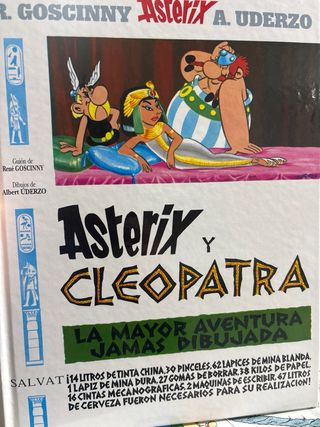 R. GOSCINNY Asterix A. UDERZO
Guión de
René GOSCINNY
Dibujos de
Albert UDERZO
Asterix y
CLEOPATRA
LA MAYOR AVENTURA
JAMAS DIBUJADA
SALVAT
¡14 LITROS DE TINTA CHINA, 30 PINCELES, 62 LAPICES DE MINA BLANDA,
1 LAPIZ DE MINA DURA, 27 GOMAS DE BORRAR, 38 KILOS DE PAPEL,
16 CINTAS MECANOGRAFICAS, 2 MAQUINAS DE ESCRIBIR, 67 LITROS
DE CERVEZA FUERON NECESARIOS PARA SU REALIZACION!